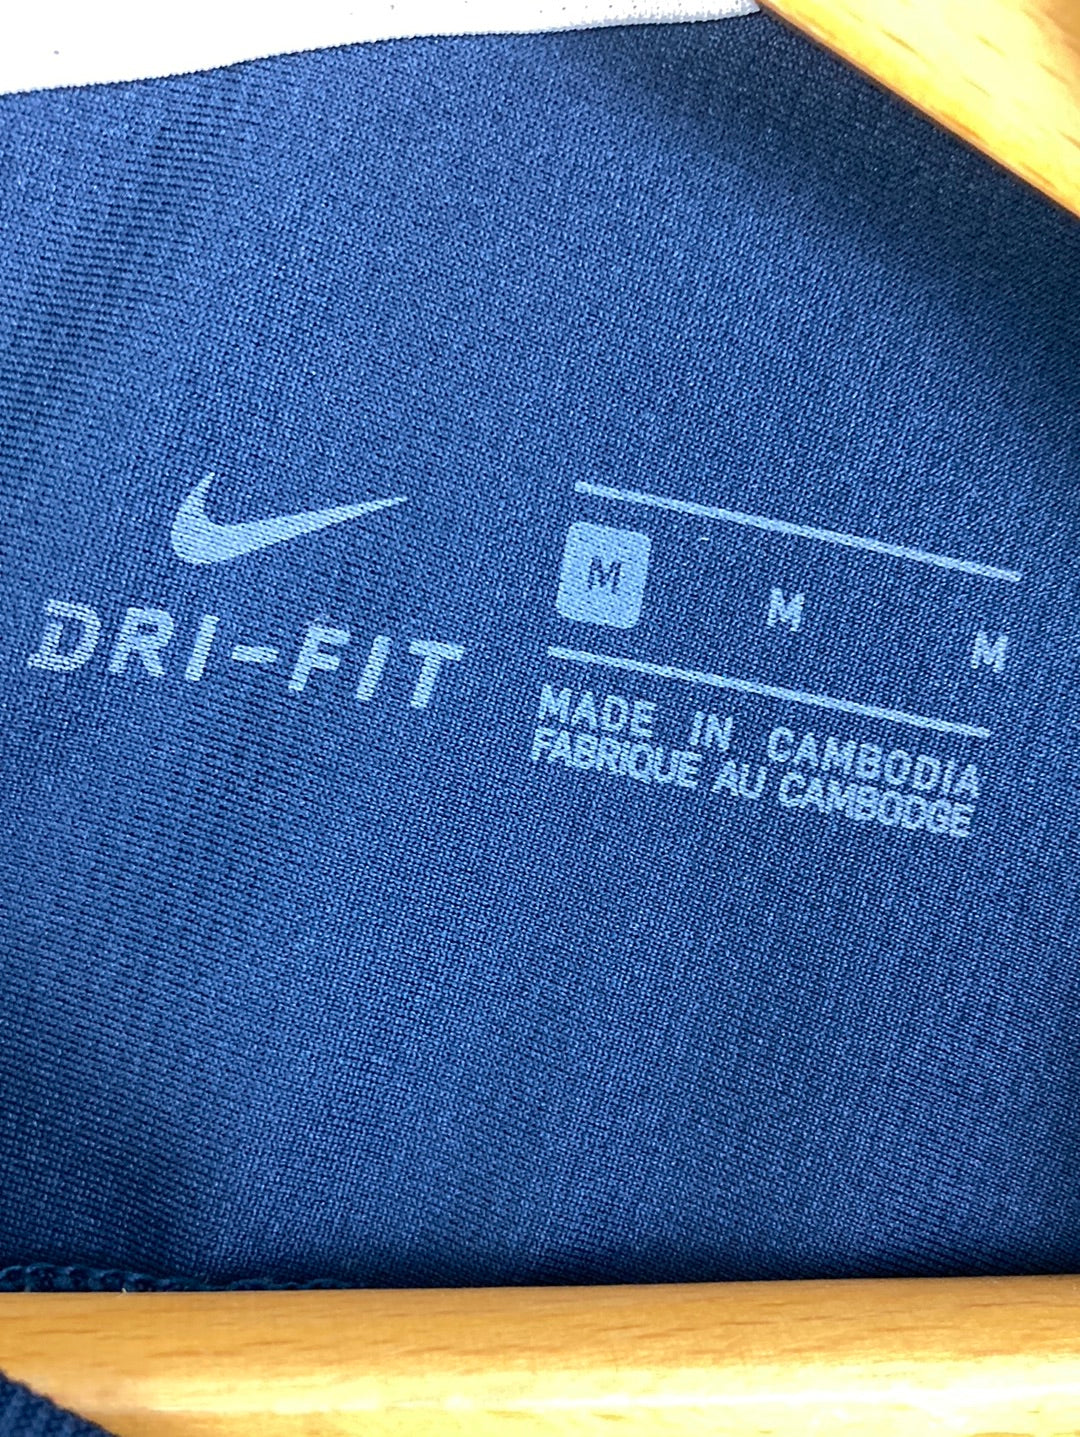 DRI-FIT
M M M
MADE IN CAMBODIA
FABRIQUE AU CAMBODGE